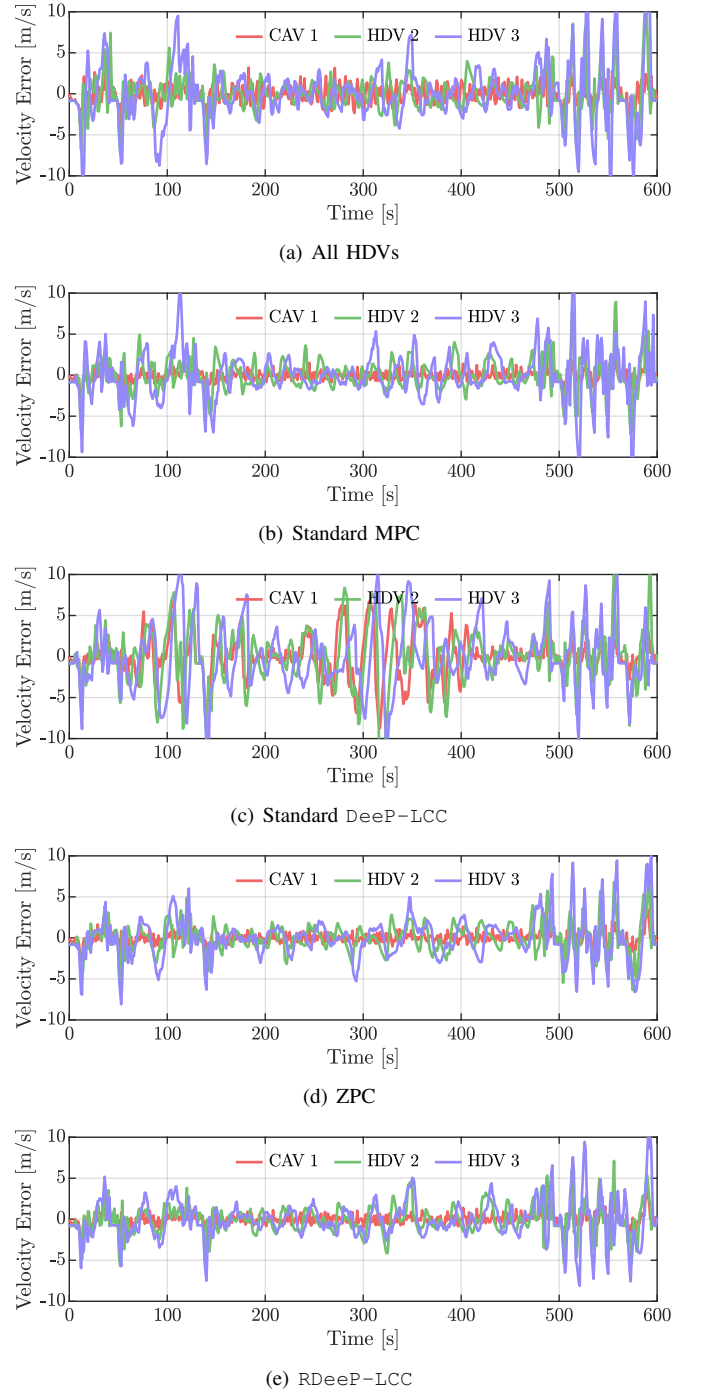 10
5
0
-5
-10
Velocity Error [m/s]
CAV 1 HDV 2 HDV 3
0 100 200 300 400 500 600
Time [s]
(a) All HDVs
10
5
0
-5
-10
Velocity Error [m/s]
CAV 1 HDV 2 HDV 3
0 100 200 300 400 500 600
Time [s]
(b) Standard MPC
10
5
0
-5
-10
Velocity Error [m/s]
CAV 1 HDV 2 HDV 3
0 100 200 300 400 500 600
Time [s]
(c) Standard DeeP-LCC
10
5
0
-5
-10
Velocity Error [m/s]
CAV 1 HDV 2 HDV 3
0 100 200 300 400 500 600
Time [s]
(d) ZPC
10
5
0
-5
-10
Velocity Error [m/s]
CAV 1 HDV 2 HDV 3
0 100 200 300 400 500 600
Time [s]
(e) RDeeP-LCC